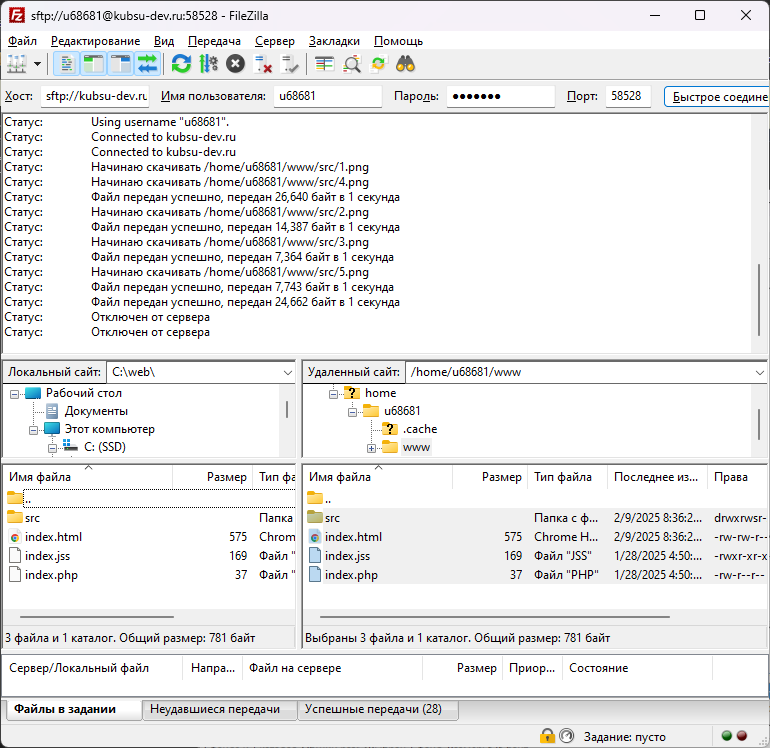 sftp://u68681@kubsu-dev.ru:58528 - FileZilla
Файл Редактирование Вид Передача Сервер Закладки Помощь
Хост: sftp://kubsu-dev.ru Имя пользователя: u68681 Пароль: ●●●●●●● Порт: 58528 Быстрое соедине
Статус: Using username "u68681".
Статус: Connected to kubsu-dev.ru
Статус: Connected to kubsu-dev.ru
Статус: Начинаю скачивать /home/u68681/www/src/1.png
Статус: Начинаю скачивать /home/u68681/www/src/4.png
Статус: Файл передан успешно, передан 26,640 байт в 1 секунда
Статус: Начинаю скачивать /home/u68681/www/src/2.png
Статус: Файл передан успешно, передан 14,387 байт в 1 секунда
Статус: Начинаю скачивать /home/u68681/www/src/3.png
Статус: Файл передан успешно, передан 7,364 байт в 1 секунда
Статус: Начинаю скачивать /home/u68681/www/src/5.png
Статус: Файл передан успешно, передан 7,743 байт в 1 секунда
Статус: Файл передан успешно, передан 24,662 байт в 1 секунда
Статус: Отключен от сервера
Статус: Отключен от сервера
Локальный сайт: C:\web\
Рабочий стол
Документы
Этот компьютер
C: (SSD)
Удаленный сайт: /home/u68681/www
home
u68681
.cache
www
Имя файла Размер Тип фа
..
src Папка
index.html 575 Chrom
index.jss 169 Файл "
index.php 37 Файл "
3 файла и 1 каталог. Общий размер: 781 байт
Имя файла Размер Тип файла Последнее из... Права
..
src Папка с ф... 2/9/2025 8:36:2... drwxrwsr-
index.html 575 Chrome H... 2/9/2025 8:36:2... -rw-rw-r--
index.jss 169 Файл "JSS" 1/28/2025 4:50:... -rwxr-xr-x
index.php 37 Файл "PHP" 1/28/2025 4:50:... -rw-r--r--
Выбраны 3 файла и 1 каталог. Общий размер: 781 байт
Сервер/Локальный файл Напра... Файл на сервере Размер Приор... Состояние
Файлы в задании Неудавшиеся передачи Успешные передачи (28)
Задание: пусто